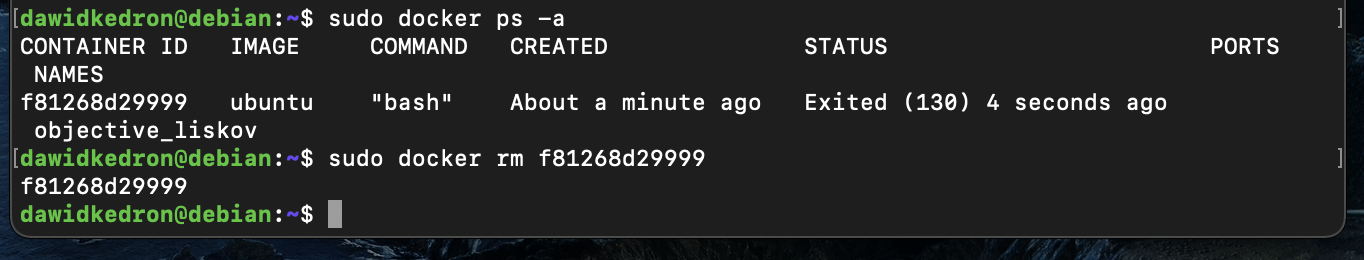 [dawidkedron@debian:~$ sudo docker ps -a ]
CONTAINER ID IMAGE COMMAND CREATED STATUS PORTS
NAMES
f81268d29999 ubuntu "bash" About a minute ago Exited (130) 4 seconds ago
objective_liskov
[dawidkedron@debian:~$ sudo docker rm f81268d29999 ]
f81268d29999
dawidkedron@debian:~$